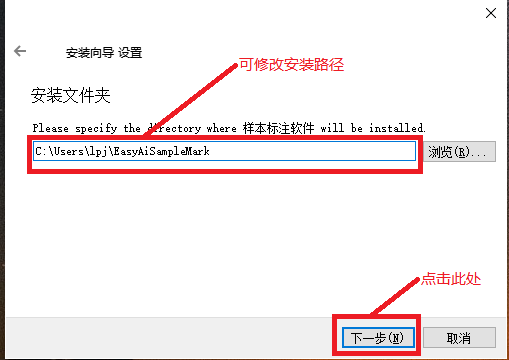 安装向导 设置
可修改安装路径
安装文件夹
Please specify the directory where 样本标注软件 will be installed.
C:\Users\lpj\EasyAiSampleMark
浏览(R)...
点击此处
下一步(N)
取消